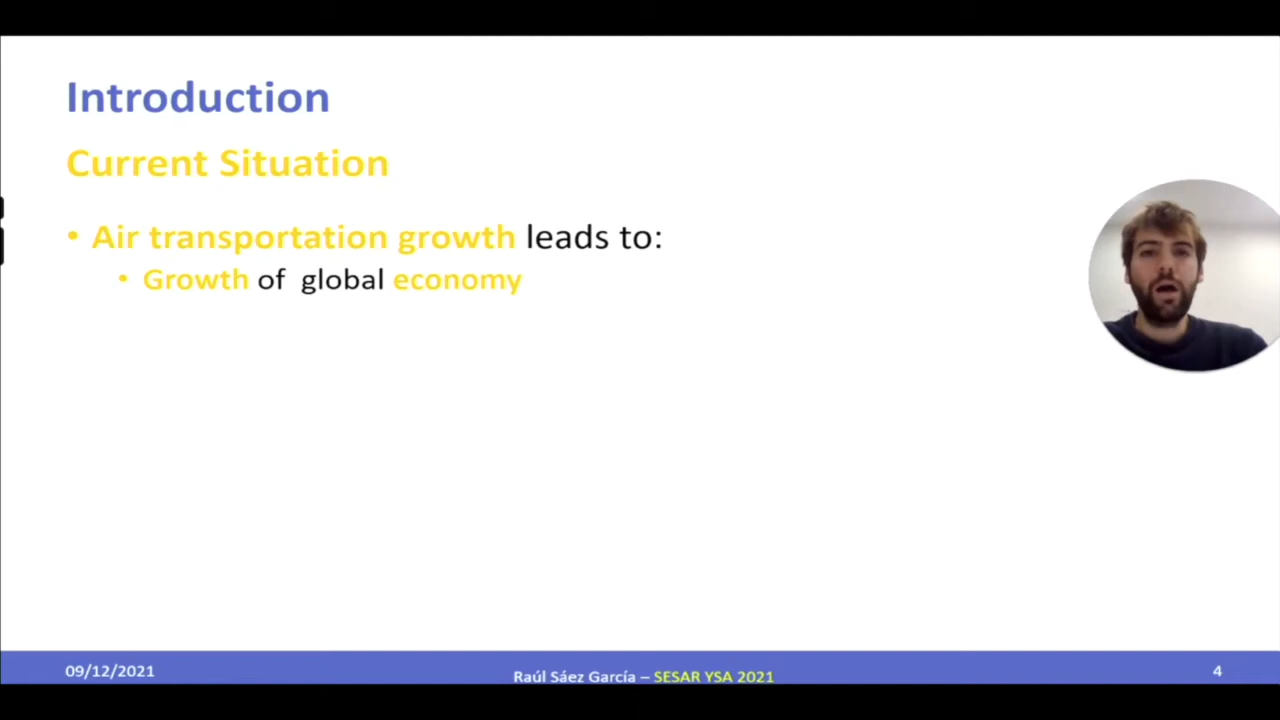 Introduction
Current Situation
• Air transportation growth leads to:
• Growth of global economy
09/12/2021
Raúl Sáez García – SESAR YSA 2021
4